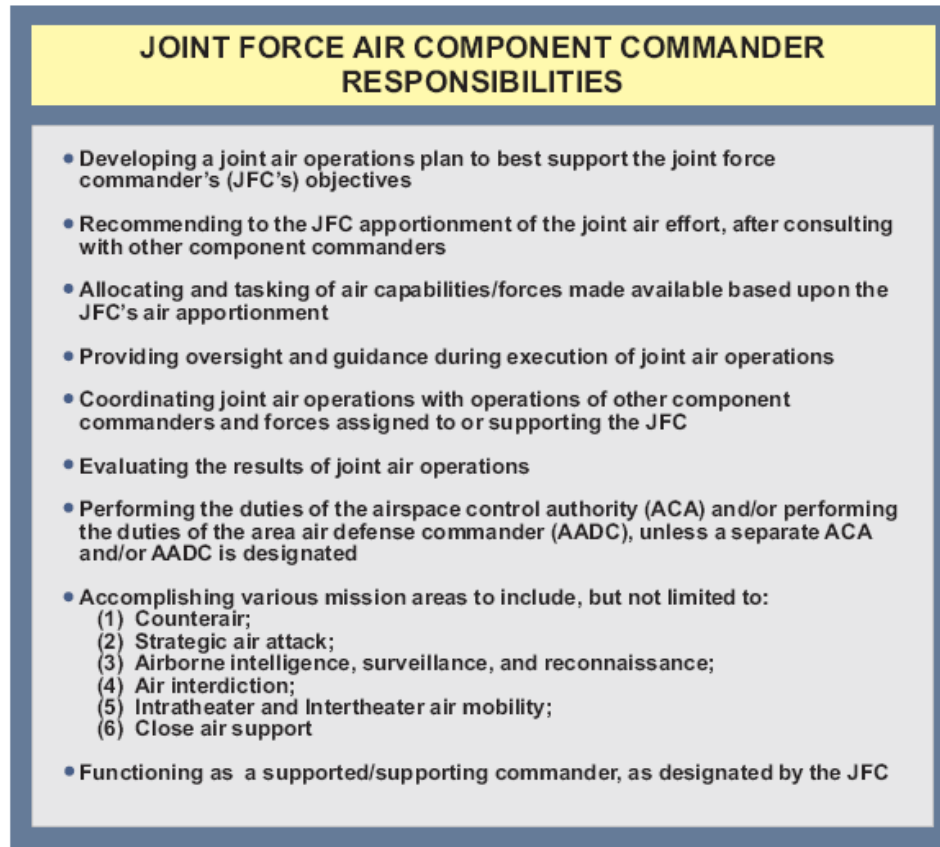 JOINT FORCE AIR COMPONENT COMMANDER
RESPONSIBILITIES
• Developing a joint air operations plan to best support the joint force
commander's (JFC's) objectives
• Recommending to the JFC apportionment of the joint air effort, after consulting
with other component commanders
• Allocating and tasking of air capabilities/forces made available based upon the
JFC's air apportionment
• Providing oversight and guidance during execution of joint air operations
• Coordinating joint air operations with operations of other component
commanders and forces assigned to or supporting the JFC
• Evaluating the results of joint air operations
• Performing the duties of the airspace control authority (ACA) and/or performing
the duties of the area air defense commander (AADC), unless a separate ACA
and/or AADC is designated
• Accomplishing various mission areas to include, but not limited to:
(1) Counterair;
(2) Strategic air attack;
(3) Airborne intelligence, surveillance, and reconnaissance;
(4) Air interdiction;
(5) Intratheater and Intertheater air mobility;
(6) Close air support
• Functioning as a supported/supporting commander, as designated by the JFC